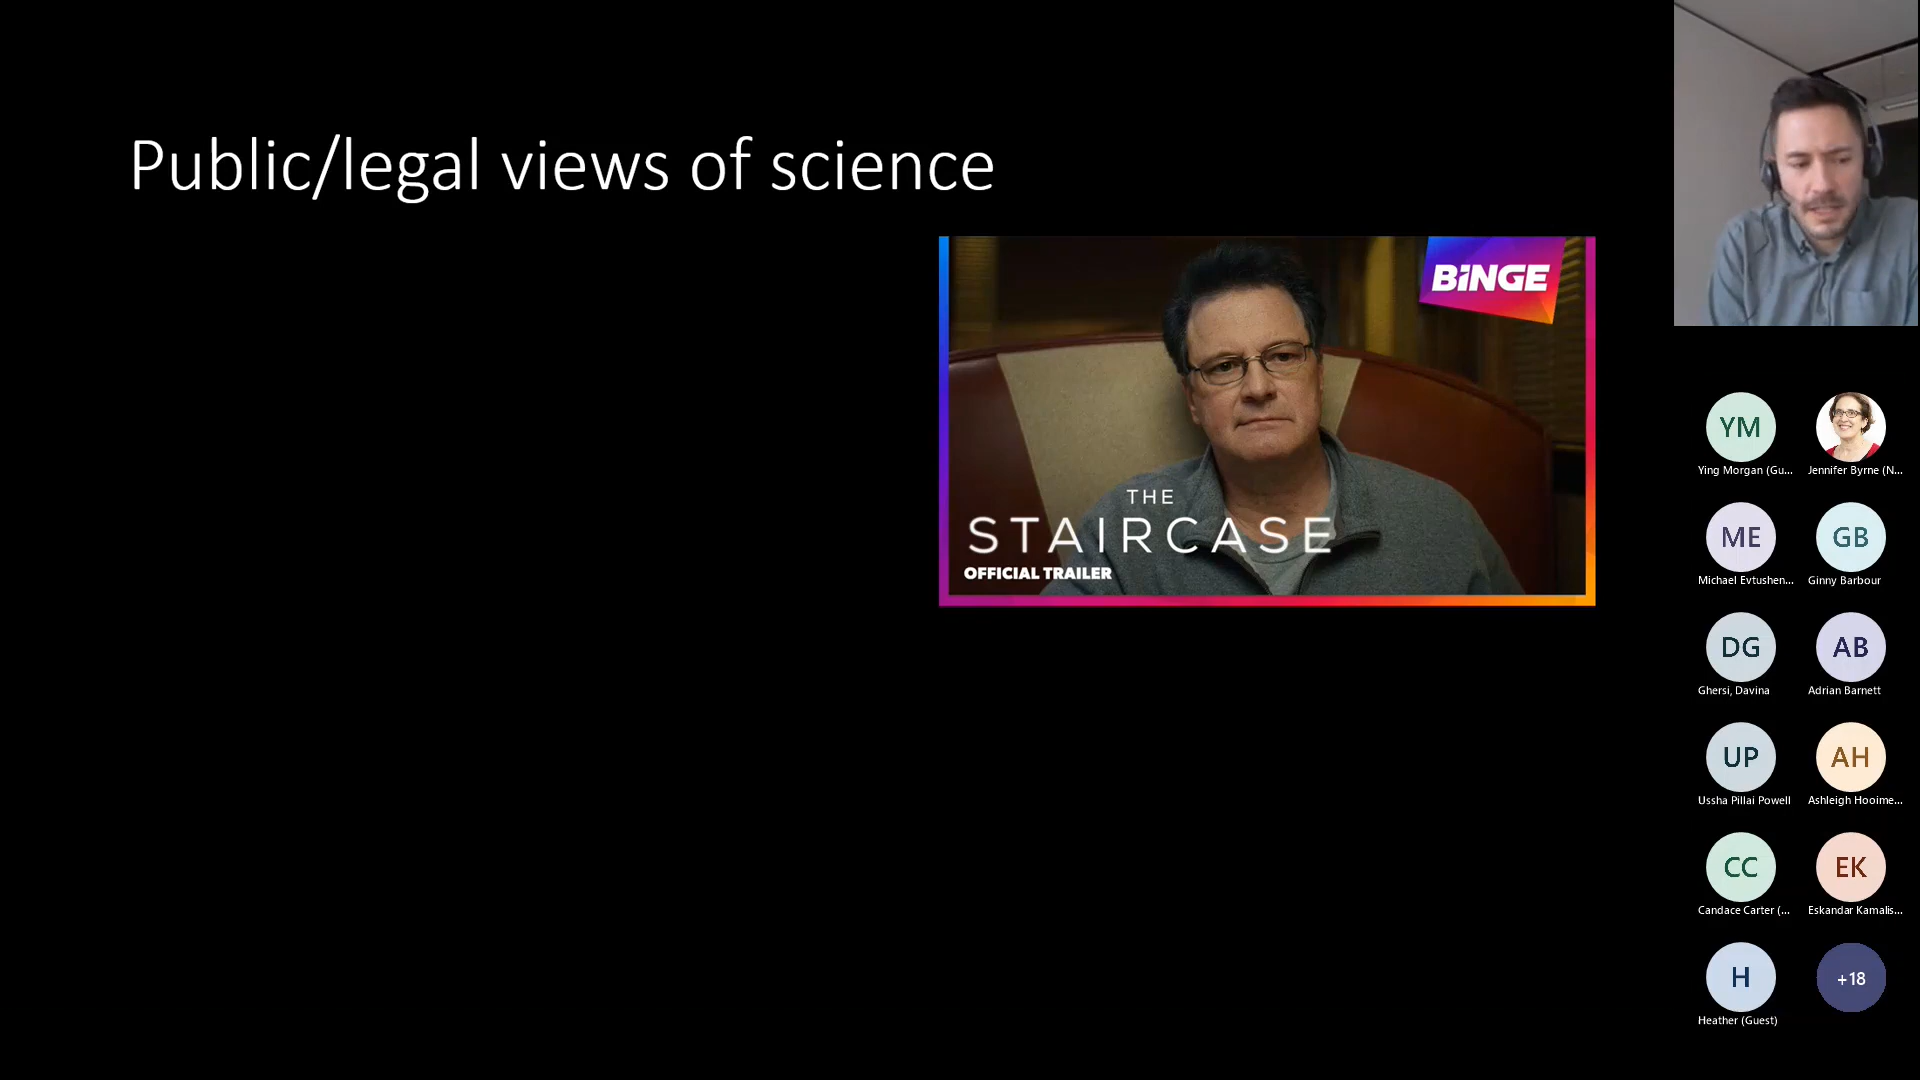 Public/legal views of science
BINGE
THE
STAIRCASE
OFFICIAL TRAILER
YM
Ying Morgan (Gu...
Jennifer Byrne (N...
ME
GB
Michael Evtushen...
Ginny Barbour
DG
AB
Ghersi, Davina
Adrian Barnett
UP
AH
Ussha Pillai Powell
Ashleigh Hooime...
CC
EK
Candace Carter (...
Eskandar Kamalis...
H
+18
Heather (Guest)